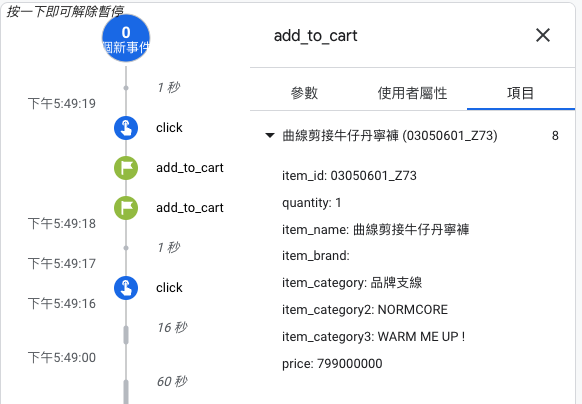 按一下即可解除暫停
0
個新事件
1 秒
下午5:49:19
click
add_to_cart
add_to_cart
下午5:49:18
1 秒
下午5:49:17
click
下午5:49:16
16 秒
下午5:49:00
60 秒
add_to_cart
參數 使用者屬性 項目
曲線剪接牛仔丹寧褲 (03050601_Z73) 8
item_id: 03050601_Z73
quantity: 1
item_name: 曲線剪接牛仔丹寧褲
item_brand:
item_category: 品牌支線
item_category2: NORMCORE
item_category3: WARM ME UP !
price: 799000000